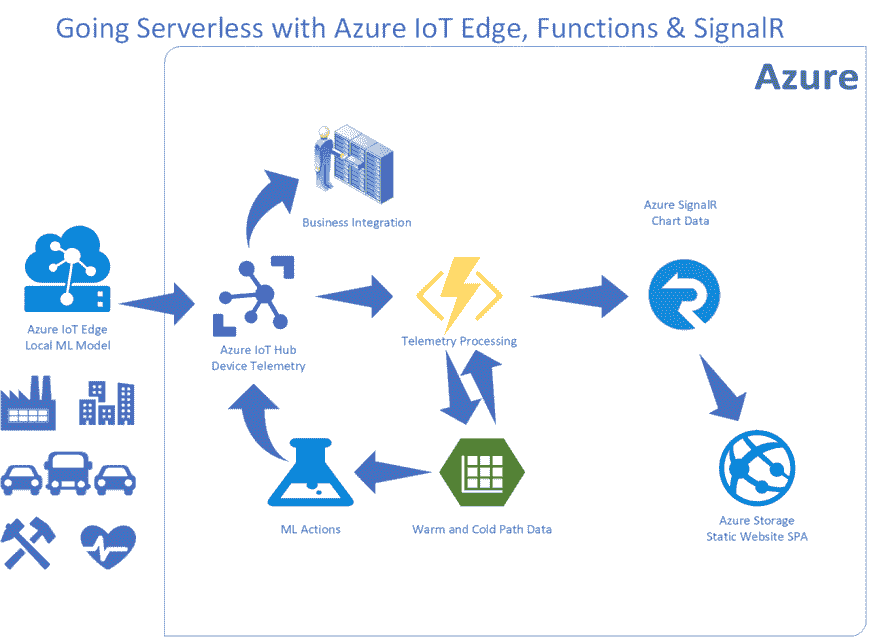 Going Serverless with Azure IoT Edge, Functions & SignalR
Azure
Business Integration
Azure SignalR
Chart Data
Azure IoT Edge
Local ML Model
Azure IoT Hub
Device Telemetry
Telemetry Processing
ML Actions
Warm and Cold Path Data
Azure Storage
Static Website SPA